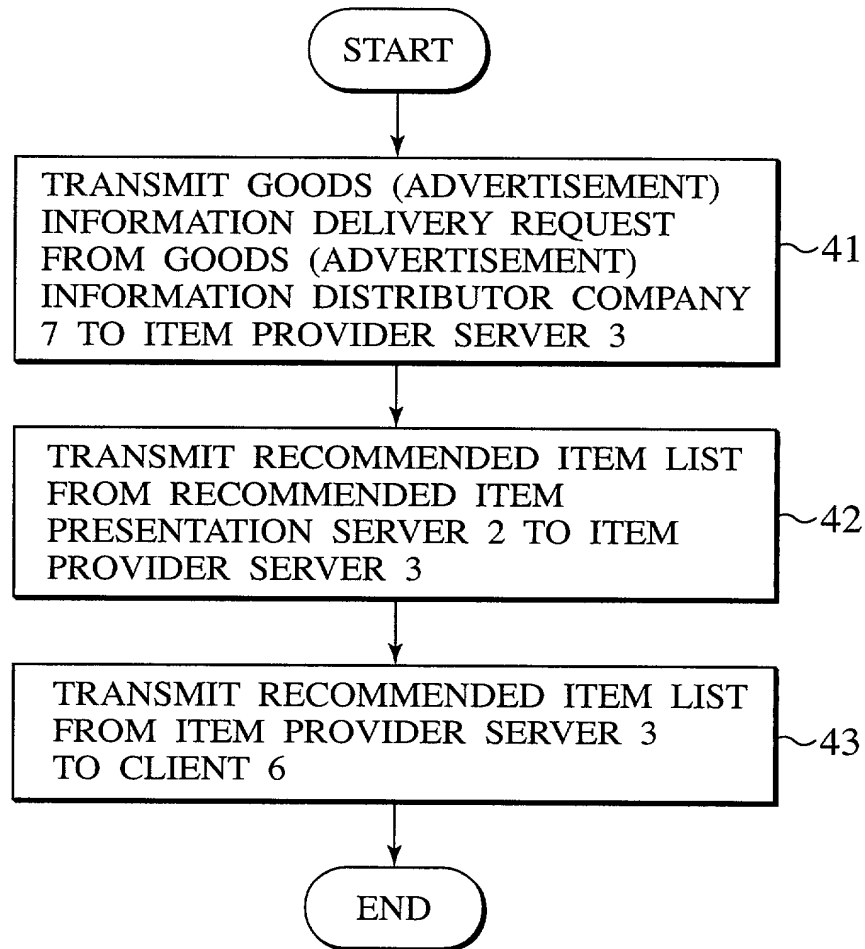 START
TRANSMIT GOODS (ADVERTISEMENT)
INFORMATION DELIVERY REQUEST
FROM GOODS (ADVERTISEMENT)
INFORMATION DISTRIBUTOR COMPANY
7 TO ITEM PROVIDER SERVER 3
41
TRANSMIT RECOMMENDED ITEM LIST
FROM RECOMMENDED ITEM
PRESENTATION SERVER 2 TO ITEM
PROVIDER SERVER 3
42
TRANSMIT RECOMMENDED ITEM LIST
FROM ITEM PROVIDER SERVER 3
TO CLIENT 6
43
END